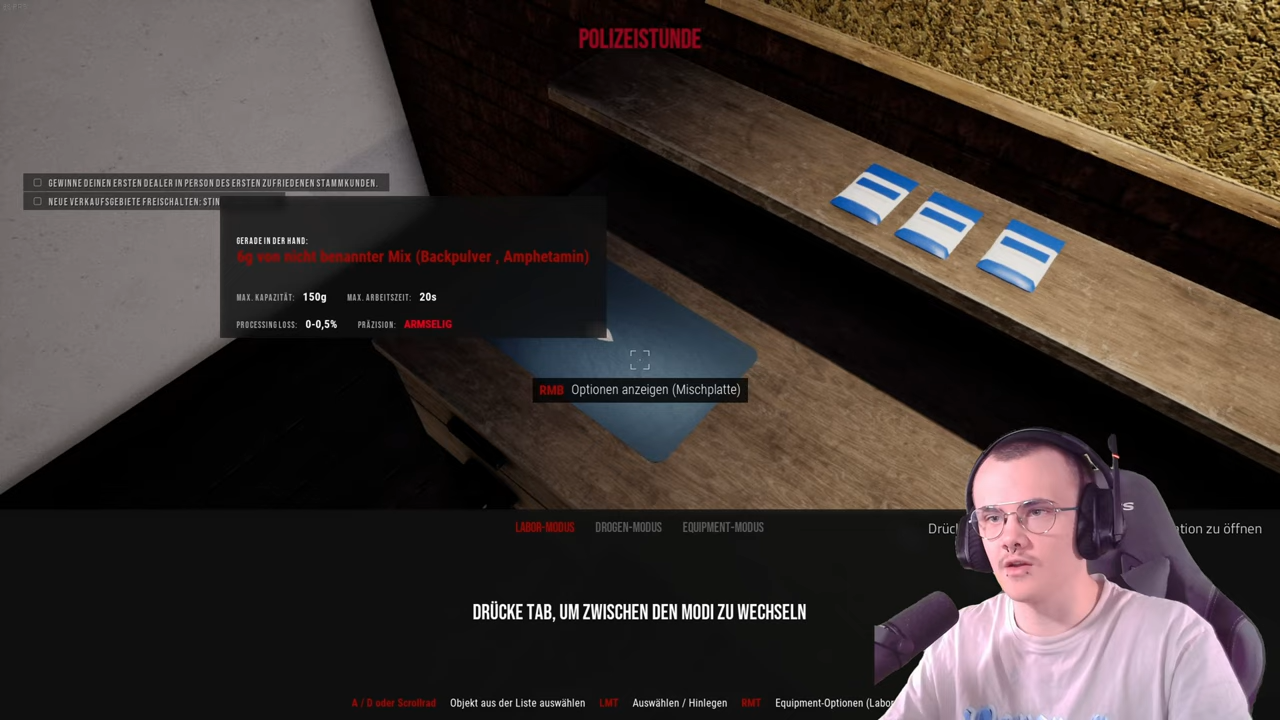 POLIZEISTUNDE
GEWINNE DEINEN ERSTEN DEALER IN PERSON DES ERSTEN ZUFRIEDENEN STAMMKUNDEN.
NEUE VERKAUFSGEBIETE FREISCHALTEN: STIN
GERADE IN DER HAND:
6g von nicht benannter Mix (Backpulver , Amphetamin)
MAX. KAPAZITÄT: 150g MAX. ARBEITSZEIT: 20s
PROCESSING LOSS: 0-0,5% PRÄZISION: ARMSELIG
RMB Optionen anzeigen (Mischplatte)
LABOR-MODUS DROGEN-MODUS EQUIPMENT-MODUS
Drüc ation zu öffnen
DRÜCKE TAB, UM ZWISCHEN DEN MODI ZU WECHSELN
A / D oder Scrollrad Objekt aus der Liste auswählen LMT Auswählen / Hinlegen RMT Equipment-Optionen (Labor